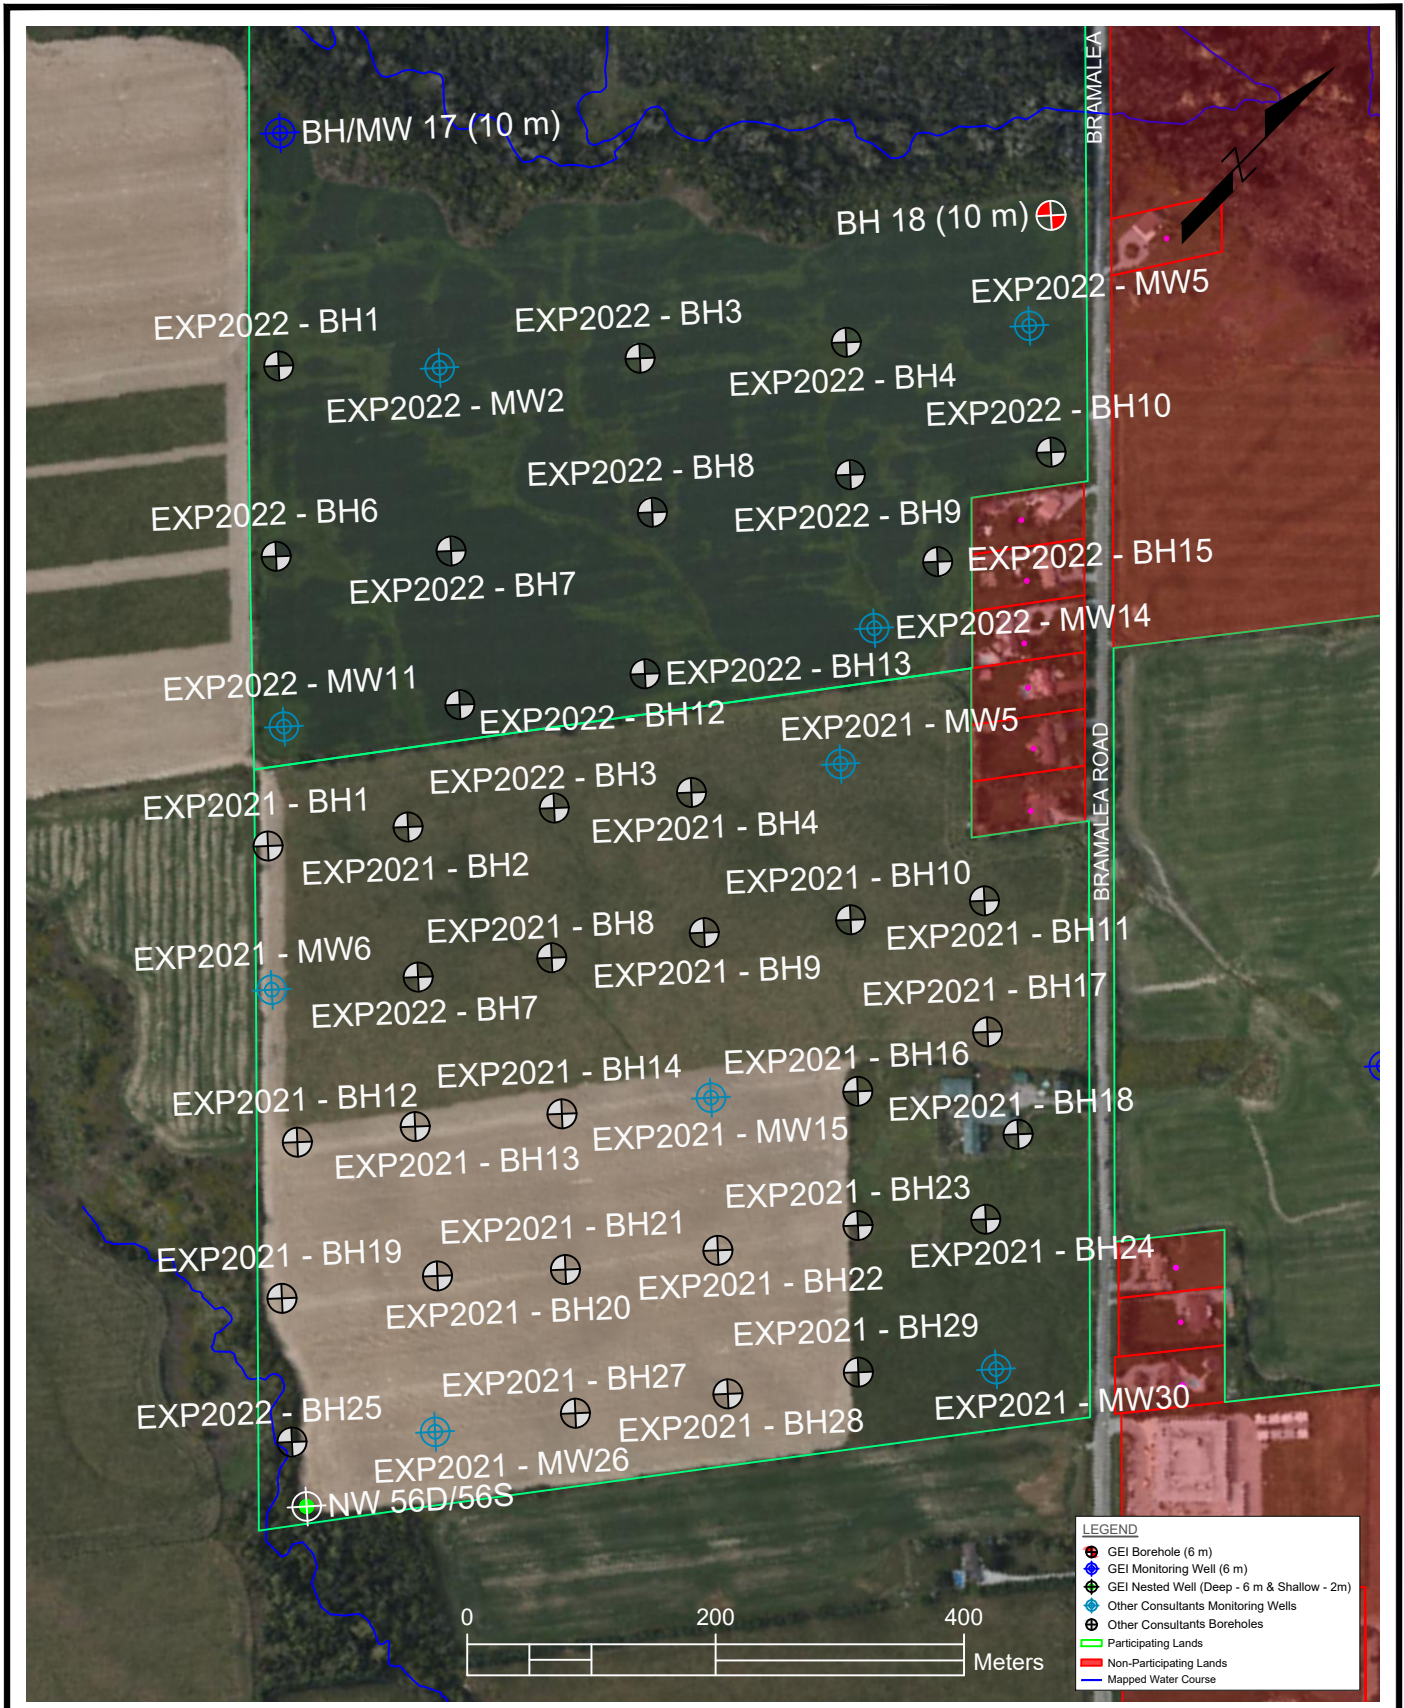 BRAMALEA
BH/MW 17 (10 m)
N
BH 18 (10 m)
EXP2022 - MW5
EXP2022 - BH1
EXP2022 - BH3
EXP2022 - BH4
EXP2022 - MW2
EXP2022 - BH10
EXP2022 - BH8
EXP2022 - BH6
EXP2022 - BH9
EXP2022 - BH15
EXP2022 - BH7
EXP2022 - MW14
EXP2022 - BH13
EXP2022 - MW11
EXP2022 - BH12
EXP2021 - MW5
BRAMALEA ROAD
EXP2022 - BH3
EXP2021 - BH1
EXP2021 - BH4
EXP2021 - BH2
EXP2021 - BH10
EXP2021 - BH8
EXP2021 - BH11
EXP2021 - MW6
EXP2021 - BH9
EXP2021 - BH17
EXP2022 - BH7
EXP2021 - BH16
EXP2021 - BH14
EXP2021 - BH12
EXP2021 - BH18
EXP2021 - MW15
EXP2021 - BH13
EXP2021 - BH23
EXP2021 - BH21
EXP2021 - BH24
EXP2021 - BH19
EXP2021 - BH22
EXP2021 - BH20
EXP2021 - BH29
EXP2021 - BH27
EXP2021 - MW30
EXP2022 - BH25
EXP2021 - BH28
EXP2021 - MW26
NW 56D/56S
0 200 400
Meters
LEGEND
GEI Borehole (6 m)
GEI Monitoring Well (6 m)
GEI Nested Well (Deep - 6 m & Shallow - 2m)
Other Consultants Monitoring Wells
Other Consultants Boreholes
Participating Lands
Non-Participating Lands
Mapped Water Course